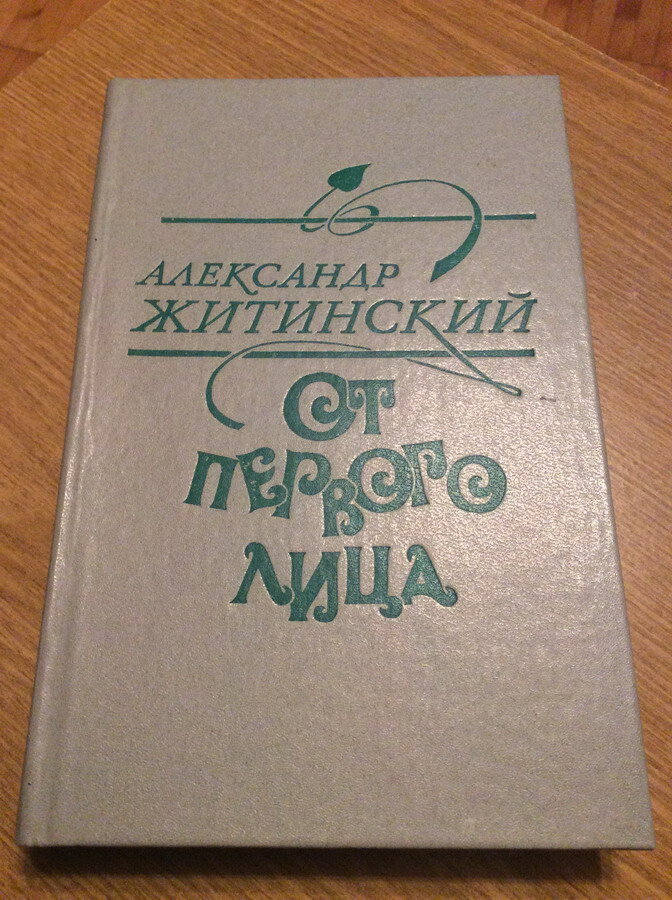 АЛЕКСАНДР
ЖИТИНСКИЙ
ОТ
ПЕРВОГО
ЛИЦА